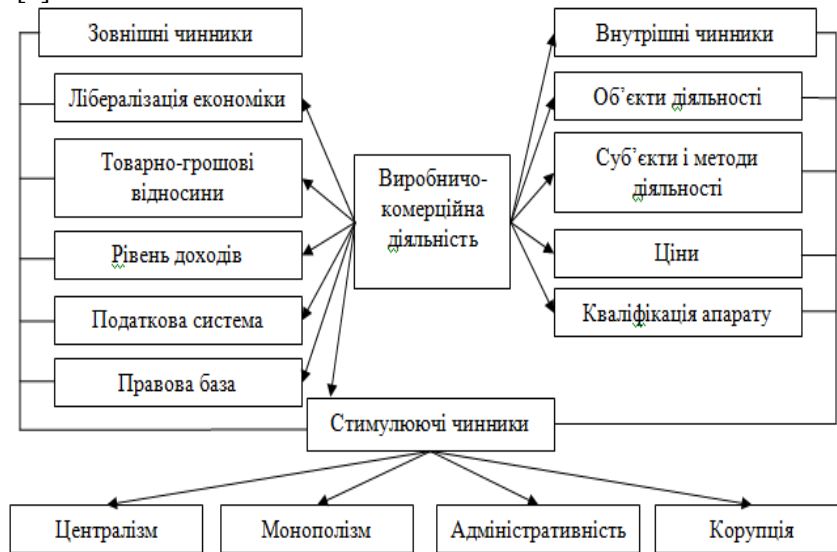 Зовнішні чинники
Внутрішні чинники
Лібералізація економіки
Об’єкти діяльності
Товарно-грошові
відносини
Виробничо-
комерційна
діяльність
Суб’єкти і методи
діяльності
Рівень доходів
Ціни
Податкова система
Кваліфікація апарату
Правова база
Стимулюючі чинники
Централізм
Монополізм
Адміністративність
Корупція